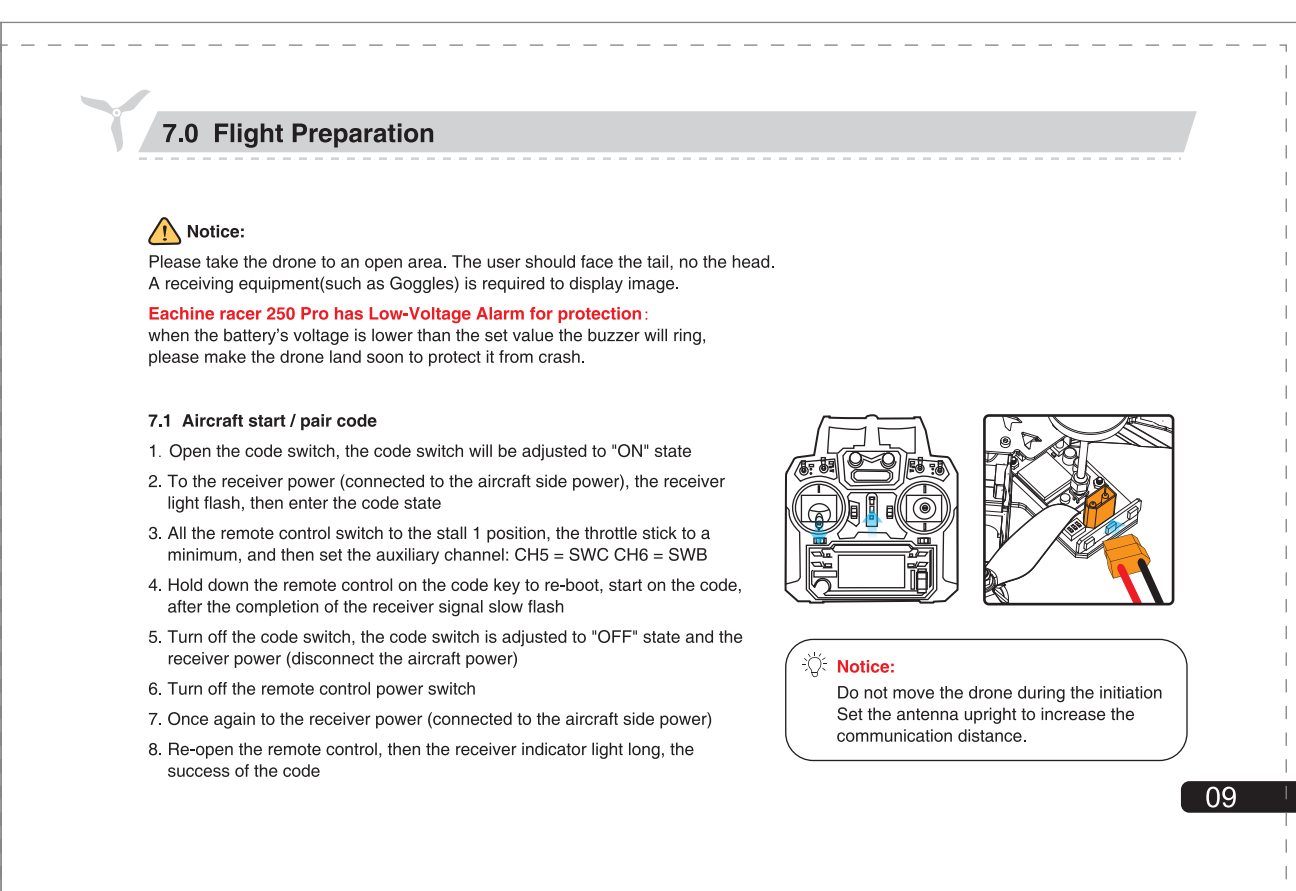 7.0 Flight Preparation
Notice:
Please take the drone to an open area. The user should face the tail, no the head.
A receiving equipment(such as Goggles) is required to display image.
Eachine racer 250 Pro has Low-Voltage Alarm for protection:
when the battery's voltage is lower than the set value the buzzer will ring,
please make the drone land soon to protect it from crash.
7.1 Aircraft start / pair code
1. Open the code switch, the code switch will be adjusted to "ON" state
2. To the receiver power (connected to the aircraft side power), the receiver
light flash, then enter the code state
3. All the remote control switch to the stall 1 position, the throttle stick to a
minimum, and then set the auxiliary channel: CH5 = SWC CH6 = SWB
4. Hold down the remote control on the code key to re-boot, start on the code,
after the completion of the receiver signal slow flash
5. Turn off the code switch, the code switch is adjusted to "OFF" state and the
receiver power (disconnect the aircraft power)
6. Turn off the remote control power switch
7. Once again to the receiver power (connected to the aircraft side power)
8. Re-open the remote control, then the receiver indicator light long, the
success of the code
Notice:
Do not move the drone during the initiation
Set the antenna upright to increase the
communication distance.
09